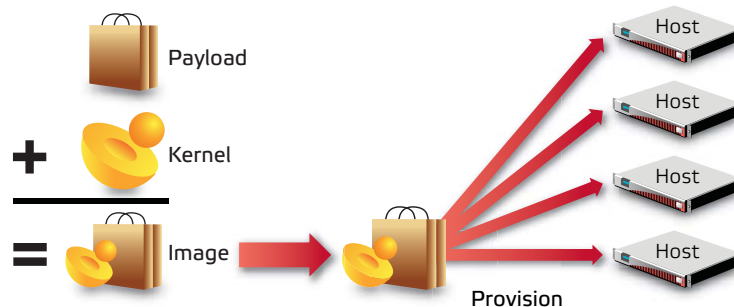 Payload
+ Kernel
= Image
Host
Host
Host
Host
Provision